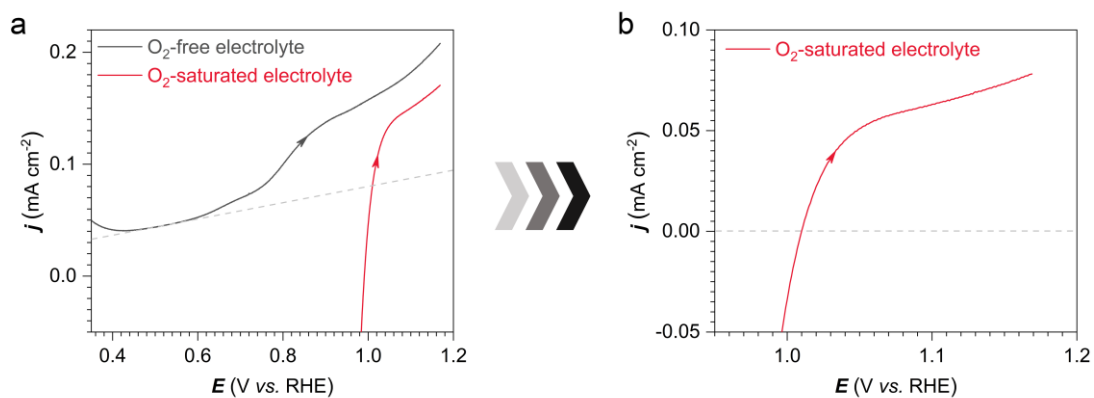 a
O₂-free electrolyte
O₂-saturated electrolyte
0.2
0.1
0.0
j (mA cm⁻²)
0.4 0.6 0.8 1.0 1.2
E (V vs. RHE)
b
O₂-saturated electrolyte
0.10
0.05
0.00
-0.05
j (mA cm⁻²)
1.0 1.1 1.2
E (V vs. RHE)